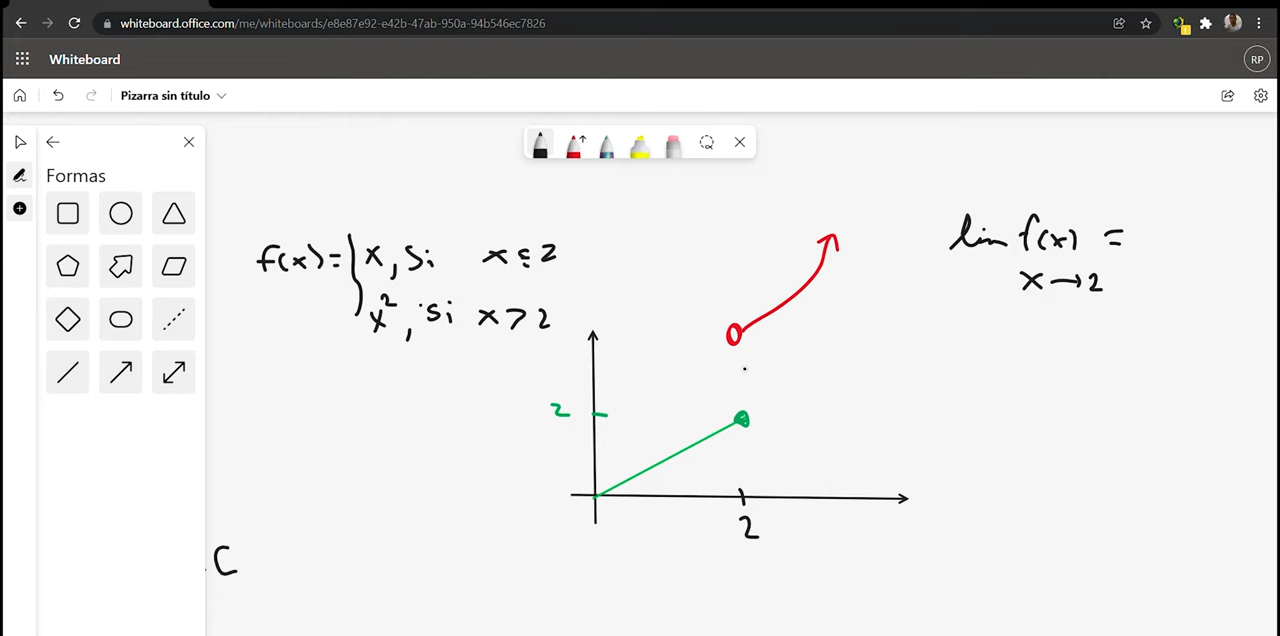 whiteboard.office.com/me/whiteboards/e8e87e92-e42b-47ab-950a-94b546ec7826
Whiteboard
RP
Pizarra sin título
Formas
f(x)= x, si x ≤ 2
x², si x > 2
lim f(x) =
x→2
2
2
C